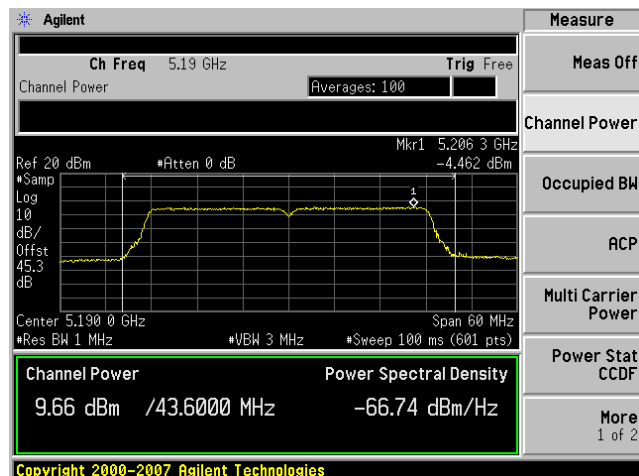 Agilent
Measure
Ch Freq 5.19 GHz Trig Free
Channel Power Averages: 100
Mkr1 5.206 3 GHz
Ref 20 dBm #Atten 0 dB -4.462 dBm
#Samp
Log
10
dB/
Offst
45.3
dB
1
Center 5.190 0 GHz Span 60 MHz
#Res BW 1 MHz #VBW 3 MHz #Sweep 100 ms (601 pts)
Channel Power Power Spectral Density
9.66 dBm /43.6000 MHz -66.74 dBm/Hz
Copyright 2000-2007 Agilent Technologies
Meas Off
Channel Power
Occupied BW
ACP
Multi Carrier
Power
Power Stat
CCDF
More
1 of 2